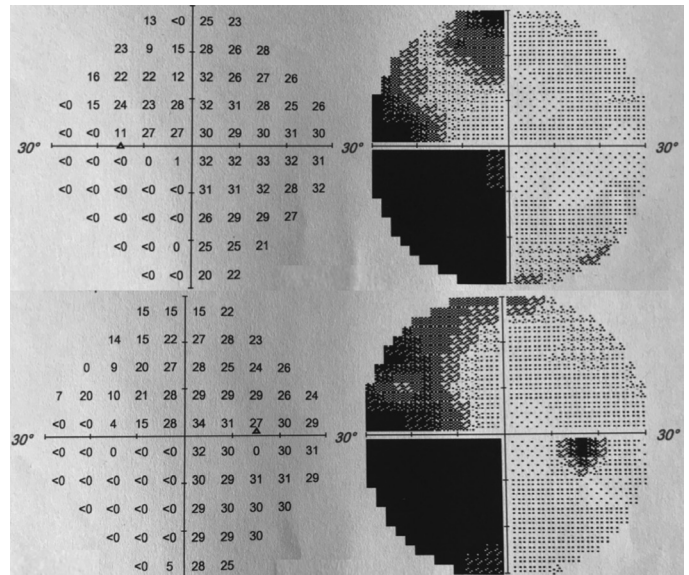 13 <0 25 23
23 9 15 28 26 28
16 22 22 12 32 26 27 26
<0 15 24 23 28 32 31 28 25 26
<0 <0 11 27 27 30 29 30 31 30
30° 30° 30°
<0 <0 <0 0 1 32 32 33 32 31
<0 <0 <0 <0 <0 31 31 32 28 32
<0 <0 <0 <0 26 29 29 27
<0 <0 0 25 25 21
<0 <0 20 22
15 15 15 22
14 15 22 27 28 23
0 9 20 27 28 25 24 26
7 20 10 21 28 29 29 29 26 24
<0 <0 4 15 28 34 31 27 30 29
30° 30° 30°
<0 <0 0 <0 <0 32 30 0 30 31
<0 <0 <0 <0 <0 30 29 31 31 29
<0 <0 <0 <0 29 30 30 30
<0 <0 <0 29 29 30
<0 5 28 25